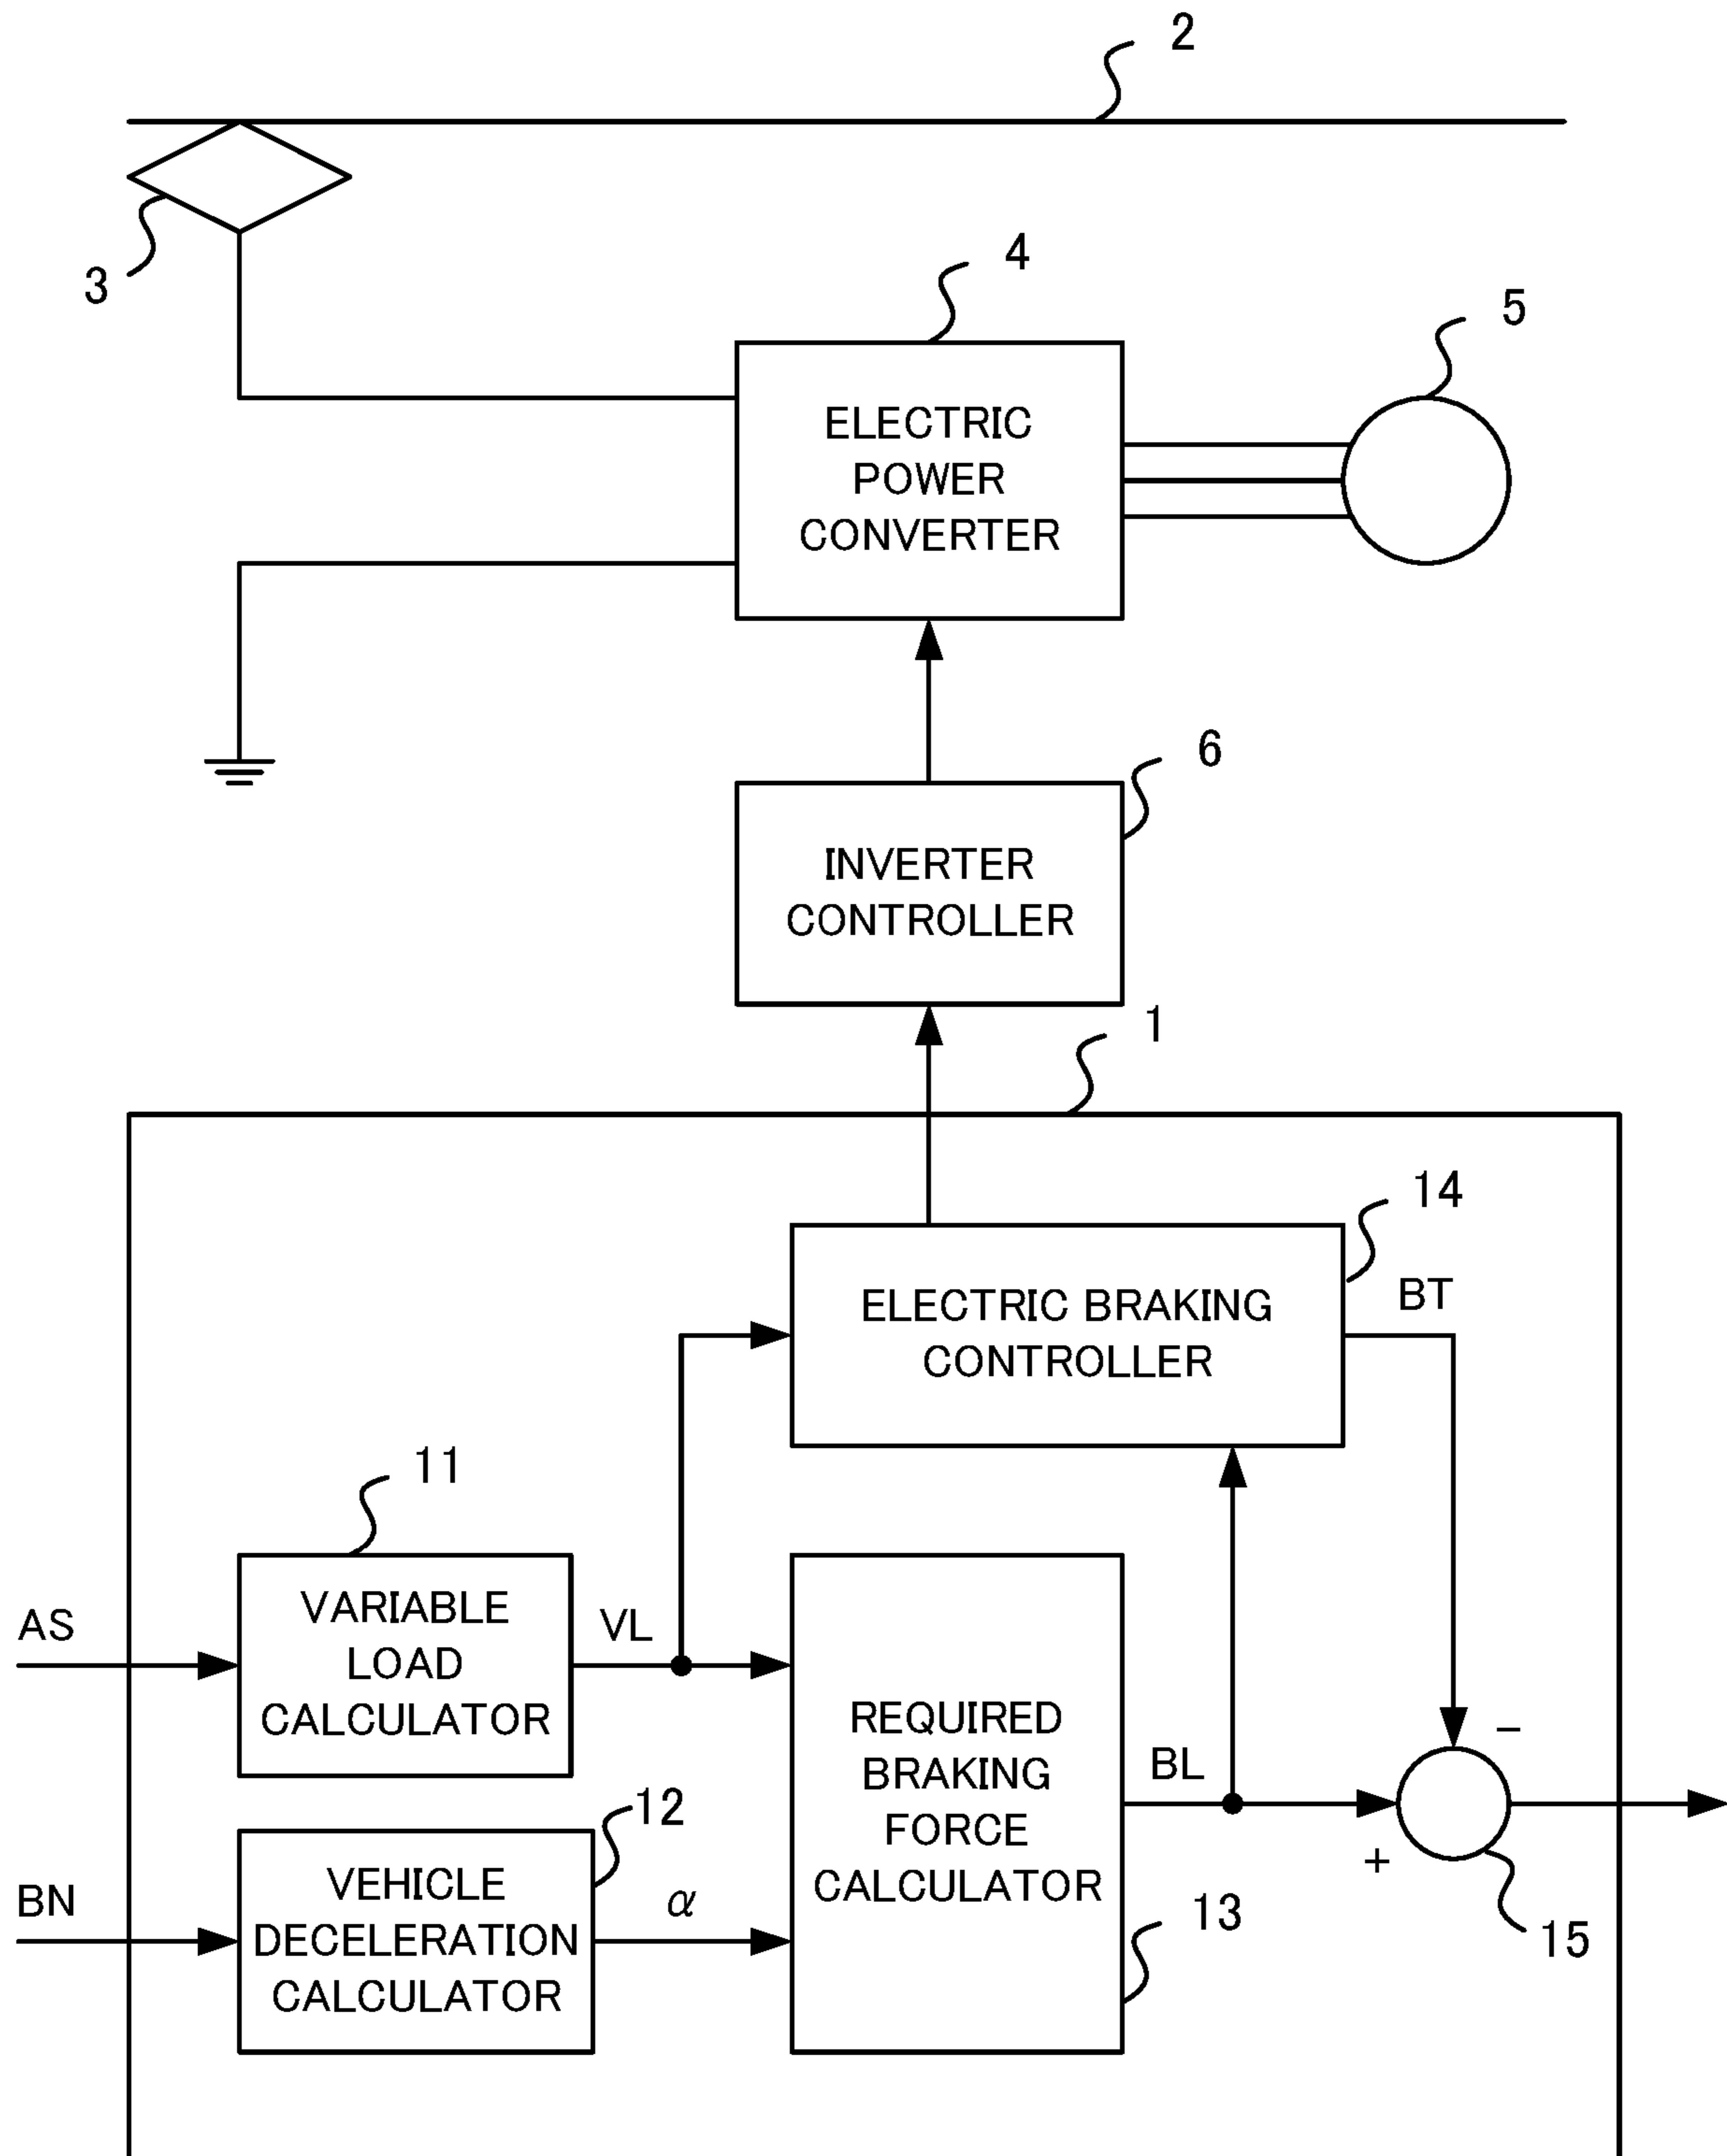 2
3
4
5
ELECTRIC
POWER
CONVERTER
6
INVERTER
CONTROLLER
1
14
ELECTRIC BRAKING
CONTROLLER
BT
11
AS
VARIABLE
LOAD
CALCULATOR
VL
REQUIRED
BRAKING
FORCE
CALCULATOR
BL
-
+
12
BN
VEHICLE
DECELERATION
CALCULATOR
α
13
15